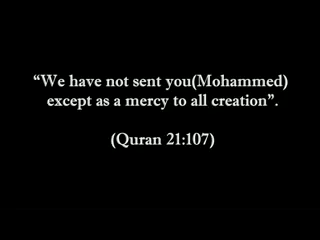 “We have not sent you(Mohammed)
except as a mercy to all creation”.
(Quran 21:107)